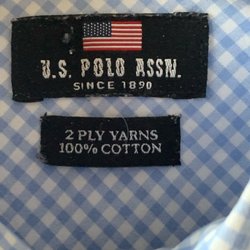 U.S. POLO ASSN.
SINCE 1890
2 PLY YARNS
100% COTTON